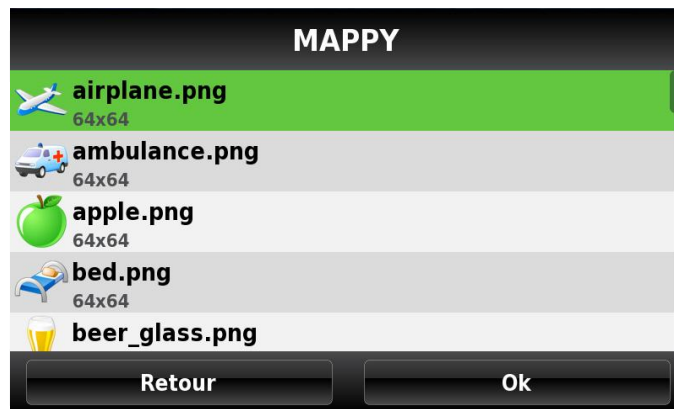 MAPPY
airplane.png
64x64
ambulance.png
64x64
apple.png
64x64
bed.png
64x64
beer_glass.png
Retour
Ok